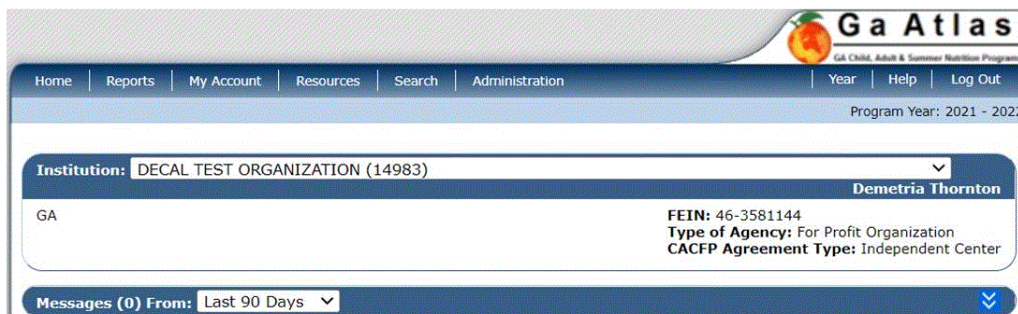 Ga Atlas
GA Child, Adult & Summer Nutrition Program
Home Reports My Account Resources Search Administration Year Help Log Out
Program Year: 2021 - 2022
Institution: DECAL TEST ORGANIZATION (14983)
Demetria Thornton
GA
FEIN: 46-3581144
Type of Agency: For Profit Organization
CACFP Agreement Type: Independent Center
Messages (0) From: Last 90 Days